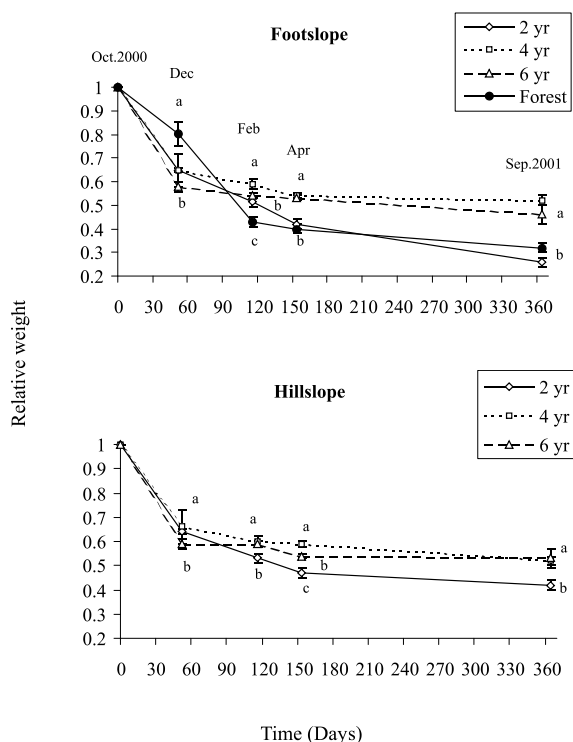 Footslope
2 yr
4 yr
6 yr
Forest
Oct.2000
Dec
Feb
Apr
Sep.2001
a
a
a
a
b
b
c
b
b
1
0.9
0.8
0.7
0.6
0.5
0.4
0.3
0.2
0 30 60 90 120 150 180 210 240 270 300 330 360
Relative weight
Hillslope
2 yr
4 yr
6 yr
1
0.9
0.8
0.7
0.6
0.5
0.4
0.3
0.2
a
a
a
a
b
b
c
b
b
0 30 60 90 120 150 180 210 240 270 300 330 360
Time (Days)